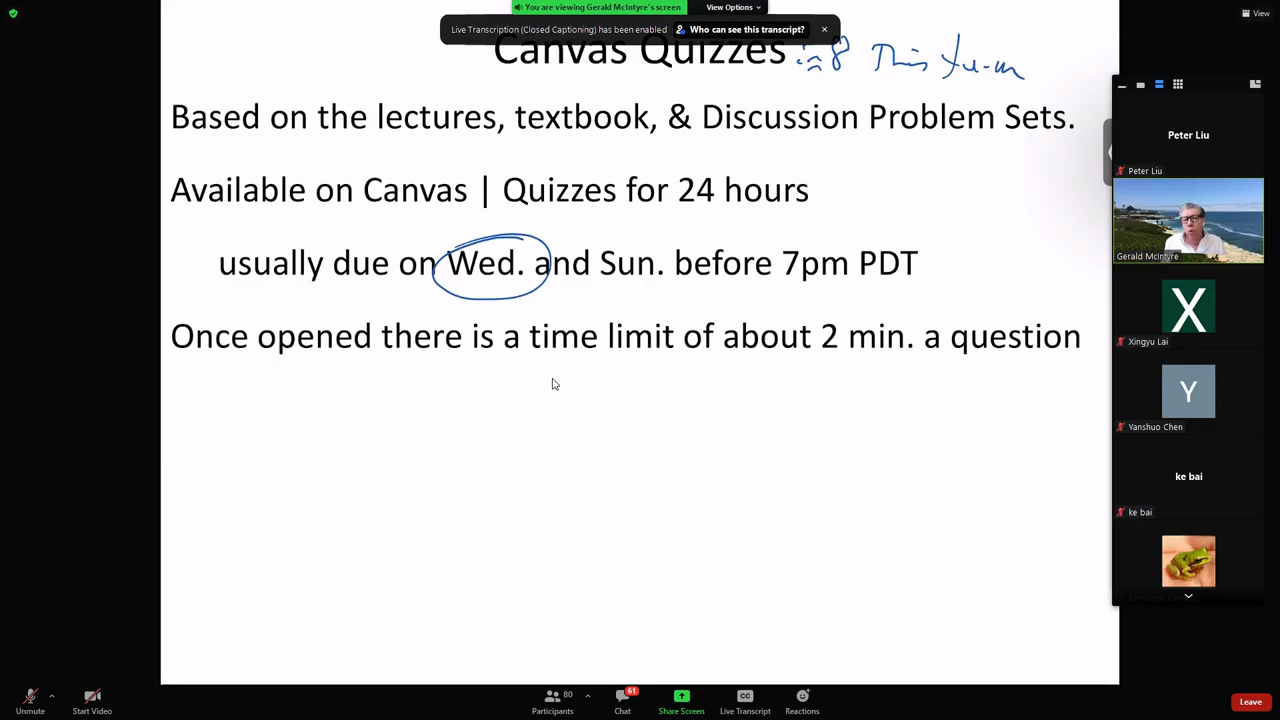 You are viewing Gerald McIntyre's screen
View Options
View
Live Transcription (Closed Captioning) has been enabled
Who can see this transcript?
Canvas Quizzes
≈ 8 This
Based on the lectures, textbook, & Discussion Problem Sets.
Available on Canvas | Quizzes for 24 hours
usually due on Wed. and Sun. before 7pm PDT
Once opened there is a time limit of about 2 min. a question
Peter Liu
Peter Liu
Gerald McIntyre
X
Xingyu Lai
Y
Yanshuo Chen
ke bai
ke bai
Unmute
Start Video
80
Participants
61
Chat
Share Screen
CC
Live Transcript
Reactions
Leave